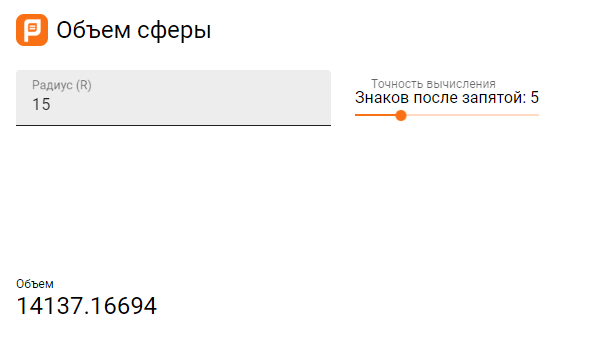 Объем сферы
Радиус (R)
15
Точность вычисления
Знаков после запятой: 5
Объем
14137.16694